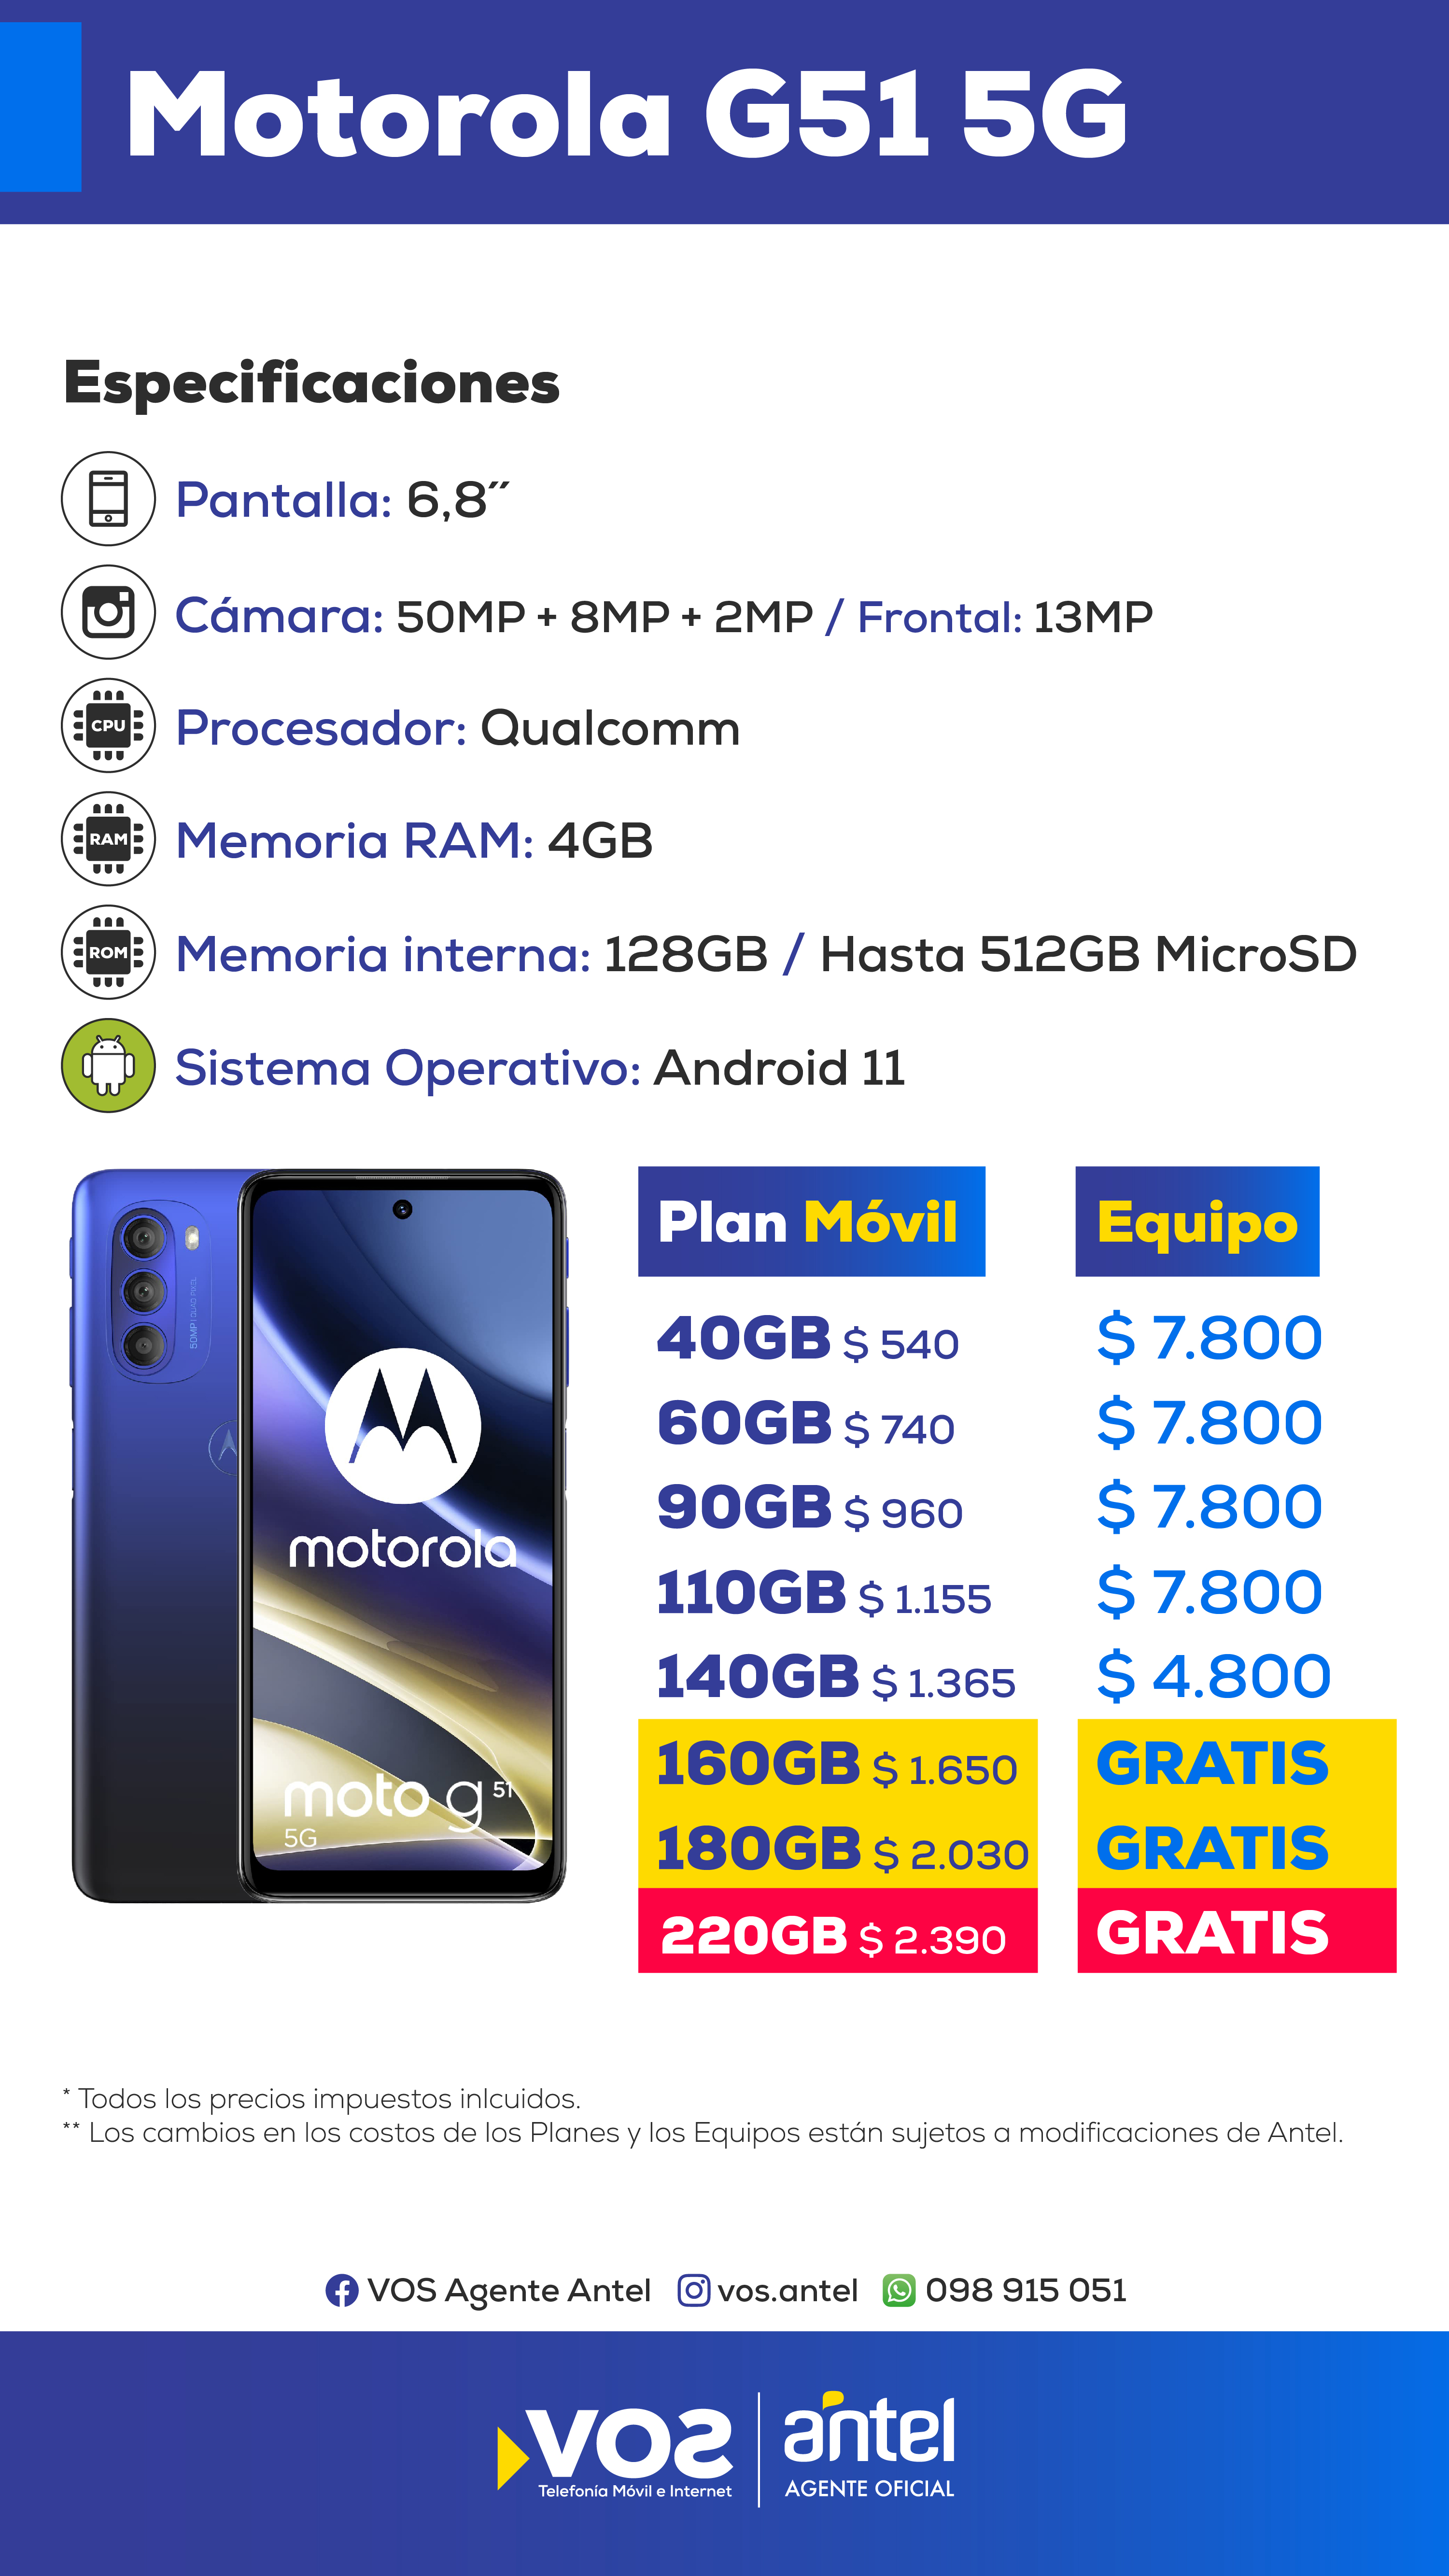 Motorola G51 5G
Especificaciones
Pantalla: 6,8´´
Cámara: 50MP + 8MP + 2MP / Frontal: 13MP
CPU
Procesador: Qualcomm
RAM
Memoria RAM: 4GB
ROM
Memoria interna: 128GB / Hasta 512GB MicroSD
Sistema Operativo: Android 11
50MP | QUAD PIXEL
motorola
moto g 51
5G
Plan Móvil Equipo
40GB $ 540 $ 7.800
60GB $ 740 $ 7.800
90GB $ 960 $ 7.800
110GB $ 1.155 $ 7.800
140GB $ 1.365 $ 4.800
160GB $ 1.650 GRATIS
180GB $ 2.030 GRATIS
220GB $ 2.390 GRATIS
* Todos los precios impuestos inlcuidos.
** Los cambios en los costos de los Planes y los Equipos están sujetos a modificaciones de Antel.
VOS Agente Antel vos.antel 098 915 051
vos
Telefonía Móvil e Internet
antel
AGENTE OFICIAL